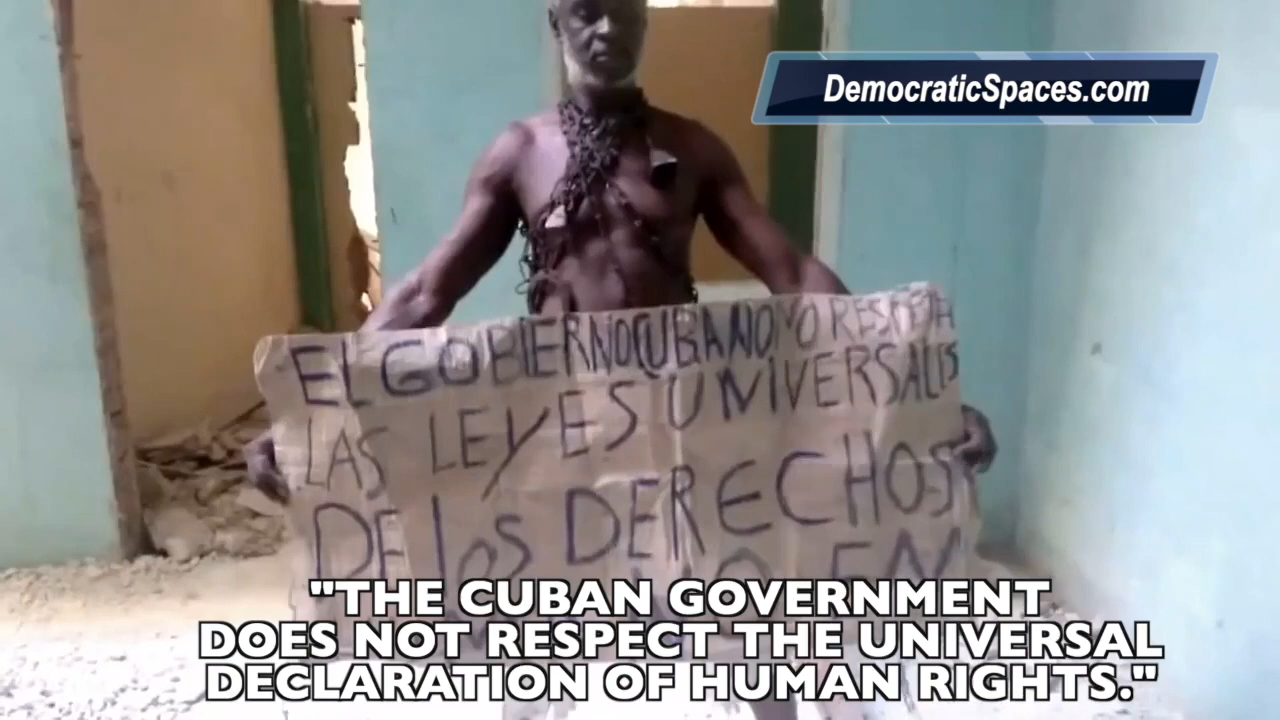 DemocraticSpaces.com
EL GOBIERNO CUBANO NO RESPETA
LAS LEYES UNIVERSALES
DE LOS DERECHOS
EN
"THE CUBAN GOVERNMENT
DOES NOT RESPECT THE UNIVERSAL
DECLARATION OF HUMAN RIGHTS."